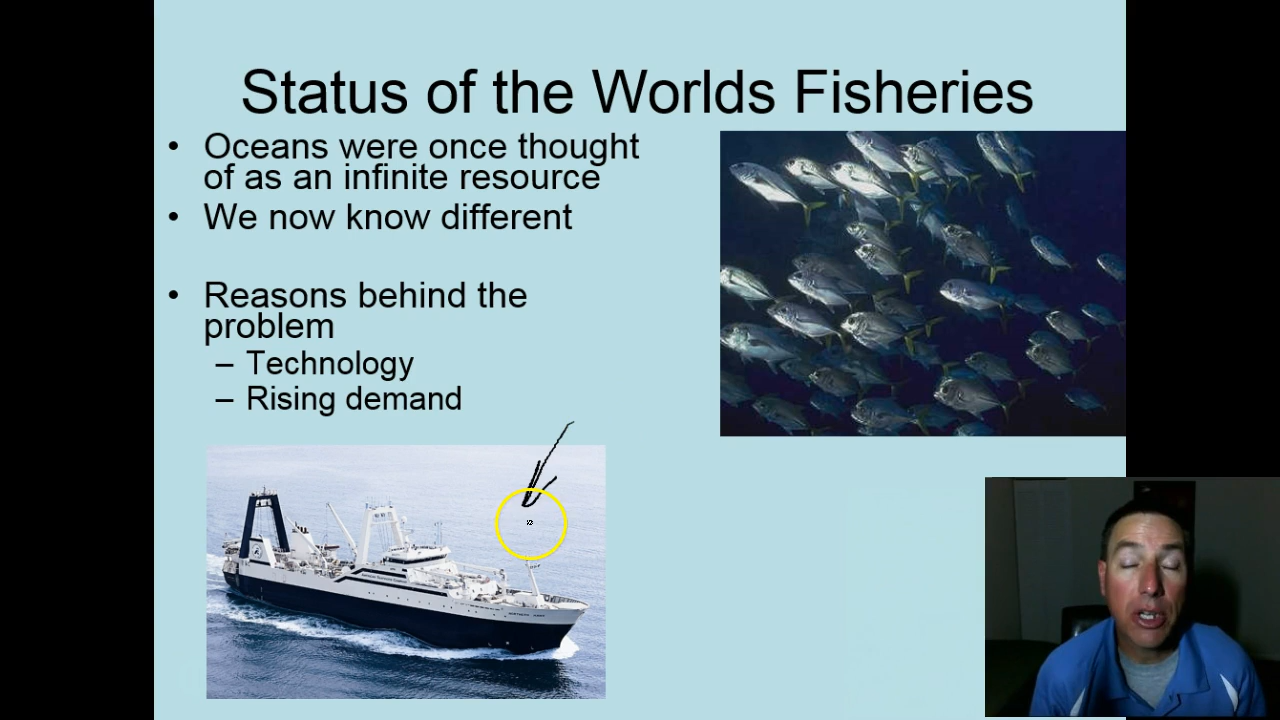 Status of the Worlds Fisheries
• Oceans were once thought
of as an infinite resource
• We now know different
• Reasons behind the
problem
– Technology
– Rising demand